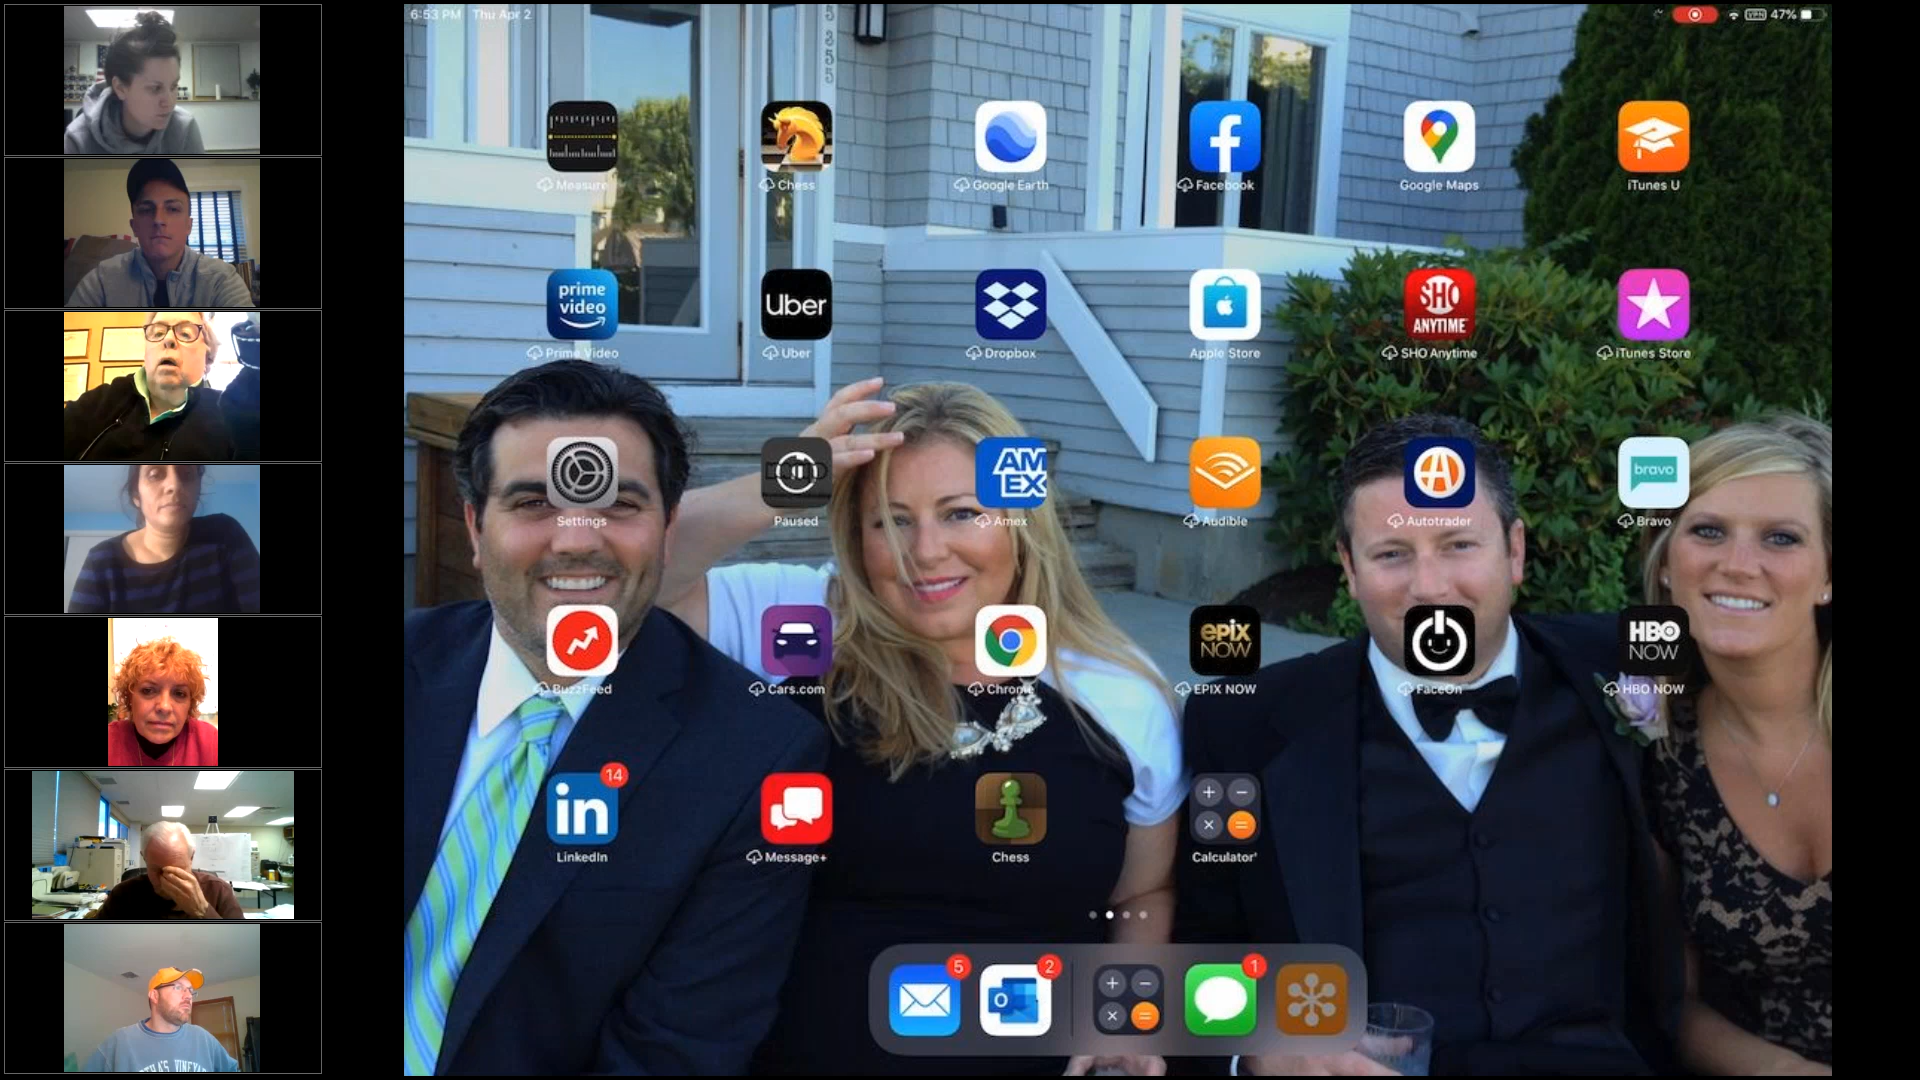 6:53 PM Thu Apr 2
VPN 47%
5355
Measure
Chess
Google Earth
Facebook
Google Maps
iTunes U
prime
video
Uber
SHO
ANYTIME
Prime Video
Uber
Dropbox
Apple Store
SHO Anytime
iTunes Store
AM
EX
bravo
Settings
Paused
Amex
Audible
Autotrader
Bravo
epix
NOW
HBO
NOW
BuzzFeed
Cars.com
Chrome
EPIX NOW
FaceOn
HBO NOW
14
in
LinkedIn
Message+
Chess
Calculator'
5
2
1